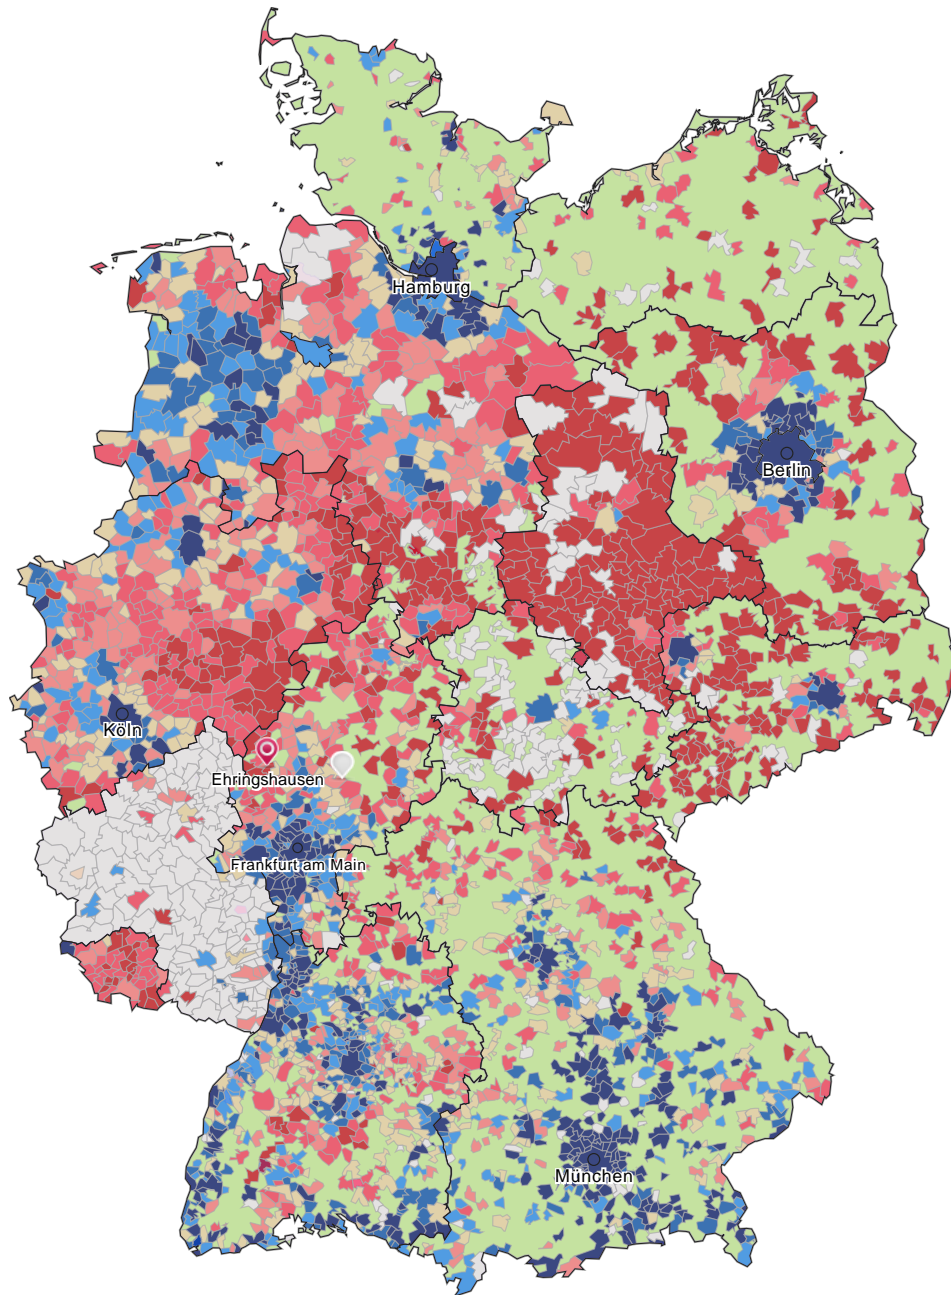 Hamburg
Berlin
Köln
Ehringshausen
Frankfurt am Main
München